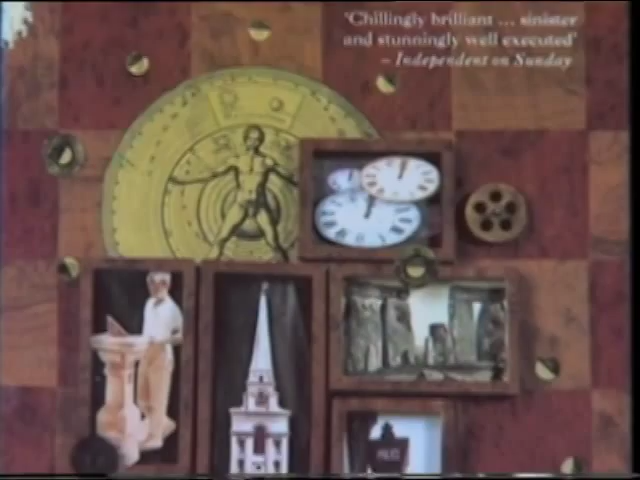 'Chillingly brilliant ... sinister
and stunningly well executed'
– Independent on Sunday